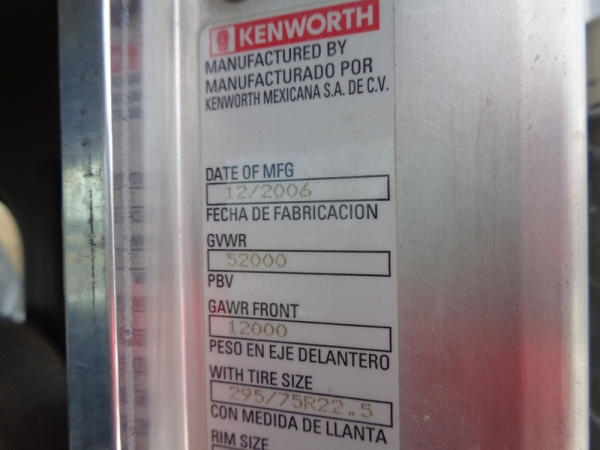 KENWORTH
MANUFACTURED BY
MANUFACTURADO POR
KENWORTH MEXICANA S.A. DE C.V.
DATE OF MFG
12/2006
FECHA DE FABRICACION
GVWR
52000
PBV
GAWR FRONT
12000
PESO EN EJE DELANTERO
WITH TIRE SIZE
295/75R22.5
CON MEDIDA DE LLANTA
RIM SIZE